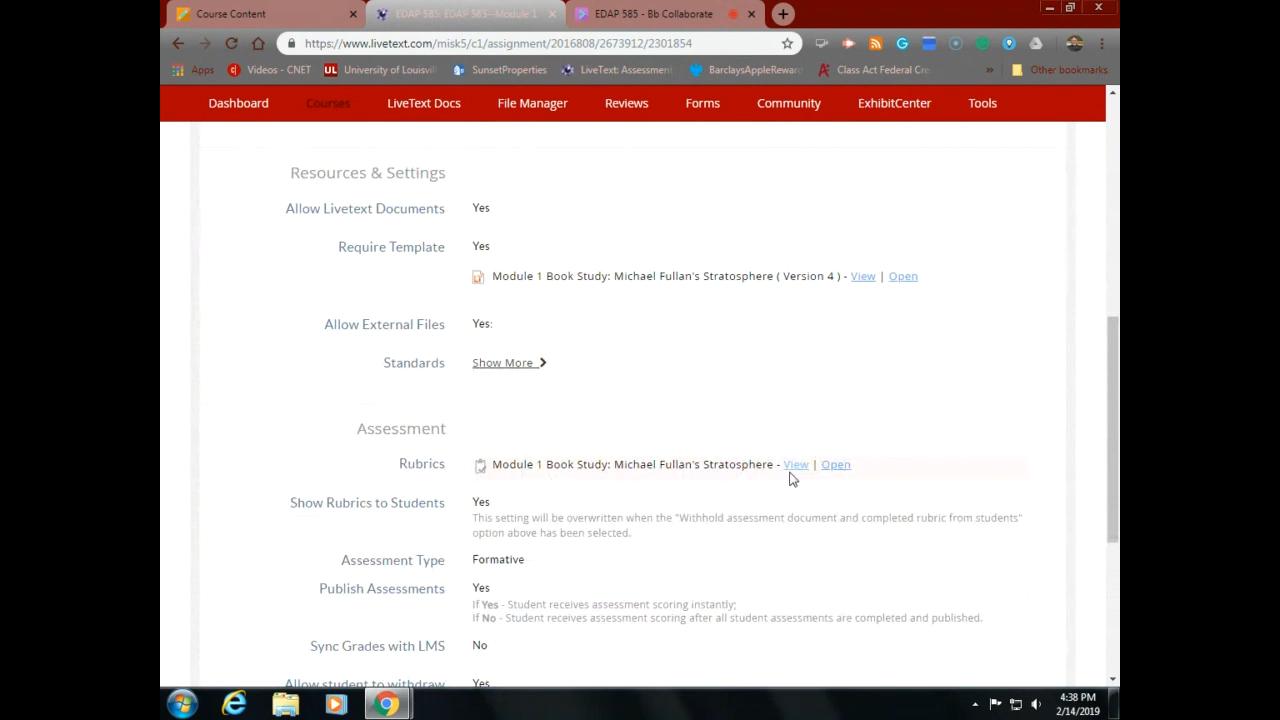 Course Content
EDAP 585: EDAP 585--Module 1
EDAP 585 - Bb Collaborate
https://www.livetext.com/misk5/c1/assignment/2016808/2673912/2301854
Apps
Videos - CNET
University of Louisvil
SunsetProperties
LiveText: Assessment
BarclaysAppleReward
Class Act Federal Cre
»
Other bookmarks
Dashboard
Courses
LiveText Docs
File Manager
Reviews
Forms
Community
ExhibitCenter
Tools
Resources & Settings
Allow Livetext Documents Yes
Require Template Yes
Module 1 Book Study: Michael Fullan's Stratosphere ( Version 4 ) - View | Open
Allow External Files Yes:
Standards Show More
Assessment
Rubrics Module 1 Book Study: Michael Fullan's Stratosphere - View | Open
Show Rubrics to Students Yes
This setting will be overwritten when the "Withhold assessment document and completed rubric from students"
option above has been selected.
Assessment Type Formative
Publish Assessments Yes
If Yes - Student receives assessment scoring instantly;
If No - Student receives assessment scoring after all student assessments are completed and published.
Sync Grades with LMS No
Allow student to withdraw Yes
4:38 PM
2/14/2019